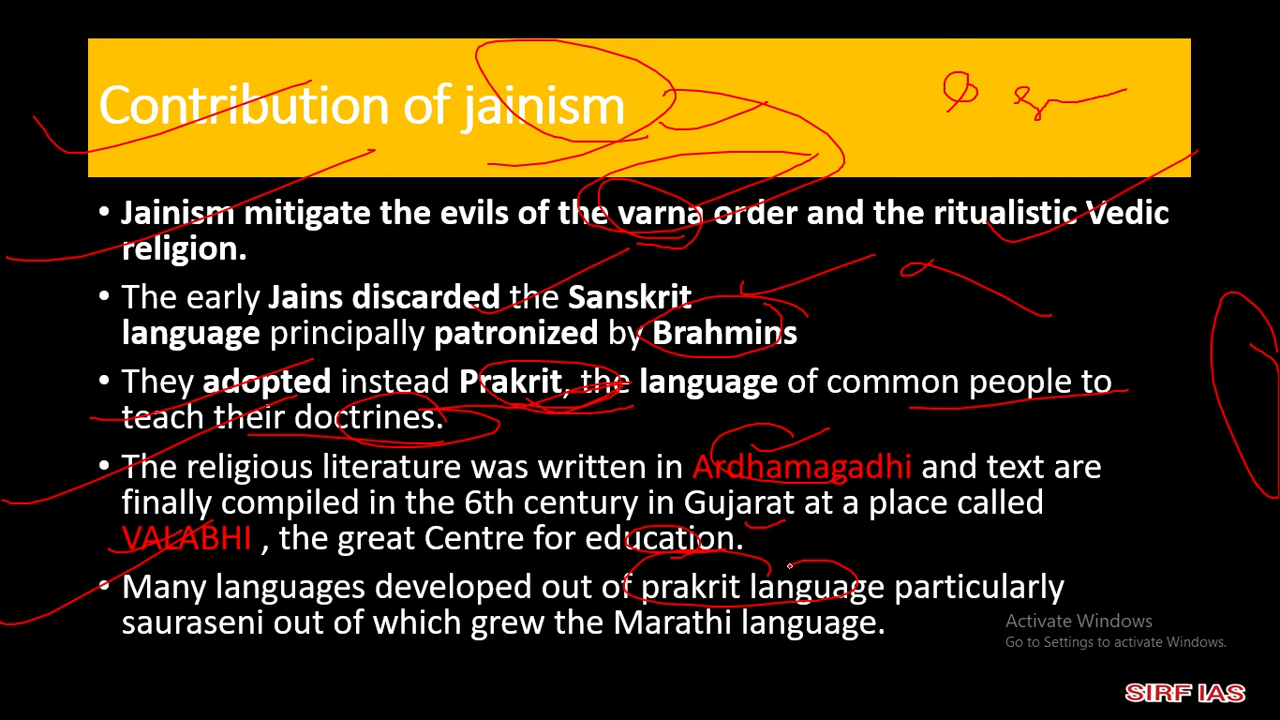 Contribution of jainism
• Jainism mitigate the evils of the varna order and the ritualistic Vedic
religion.
• The early Jains discarded the Sanskrit
language principally patronized by Brahmins
• They adopted instead Prakrit, the language of common people to
teach their doctrines.
• The religious literature was written in Ardhamagadhi and text are
finally compiled in the 6th century in Gujarat at a place called
VALABHI , the great Centre for education.
• Many languages developed out of prakrit language particularly
sauraseni out of which grew the Marathi language.
Activate Windows
Go to Settings to activate Windows.
SIRF IAS